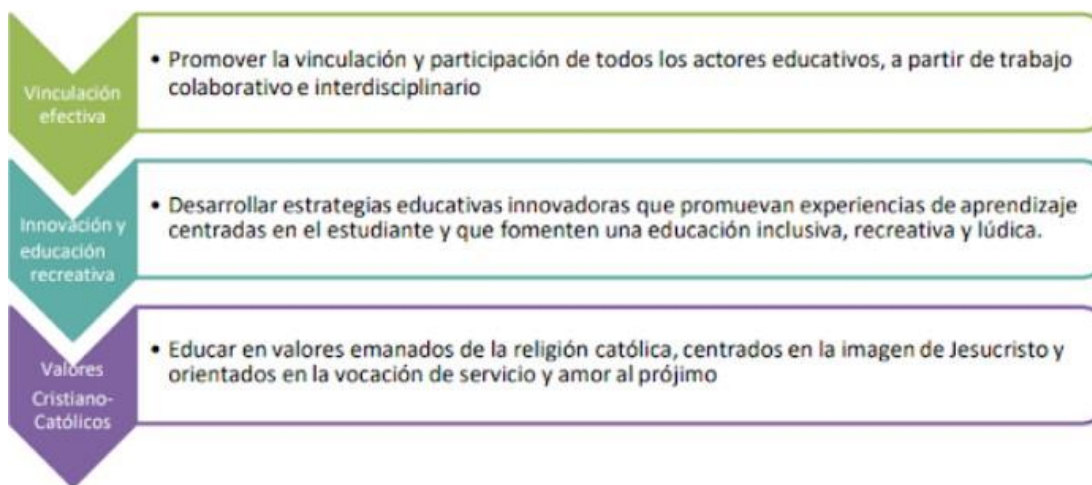 Vinculación
efectiva
• Promover la vinculación y participación de todos los actores educativos, a partir de trabajo
colaborativo e interdisciplinario
Innovación y
educación
recreativa
• Desarrollar estrategias educativas innovadoras que promuevan experiencias de aprendizaje
centradas en el estudiante y que fomenten una educación inclusiva, recreativa y lúdica.
Valores
Cristiano-
Católicos
• Educar en valores emanados de la religión católica, centrados en la imagen de Jesucristo y
orientados en la vocación de servicio y amor al prójimo